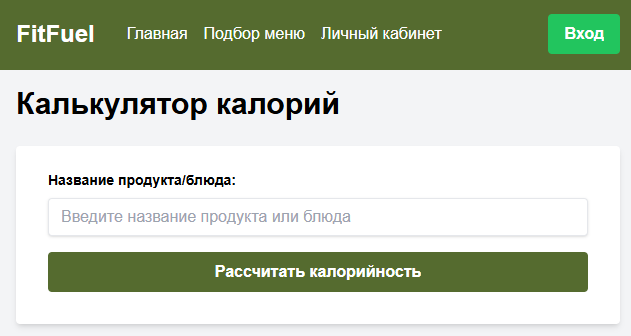 FitFuel Главная Подбор меню Личный кабинет Вход
Калькулятор калорий
Название продукта/блюда:
Введите название продукта или блюда
Рассчитать калорийность